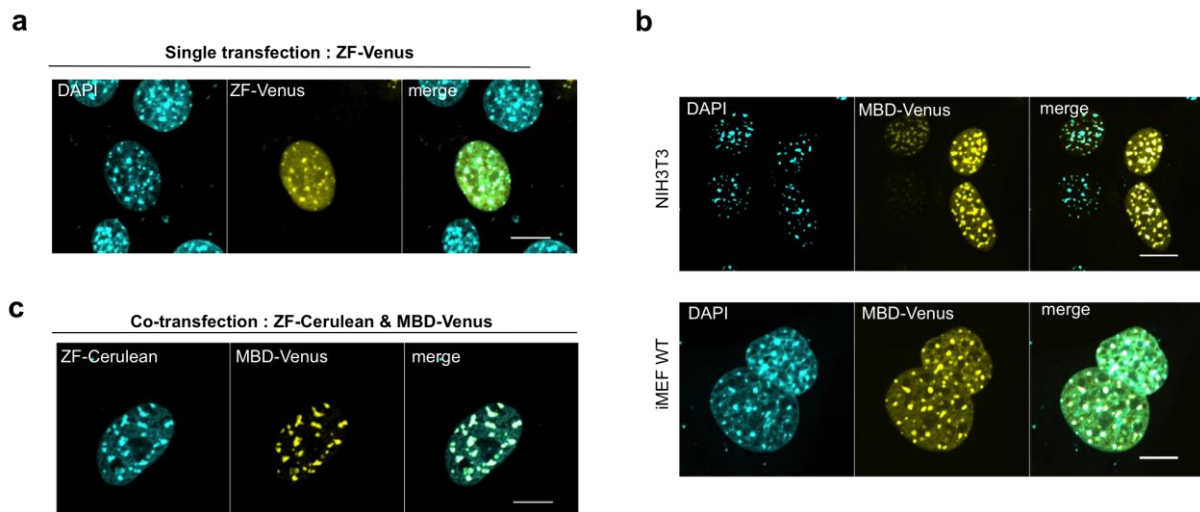 a
Single transfection : ZF-Venus
DAPI
ZF-Venus
merge
b
NIH3T3
DAPI
MBD-Venus
merge
iMEF WT
DAPI
MBD-Venus
merge
c
Co-transfection : ZF-Cerulean & MBD-Venus
ZF-Cerulean
MBD-Venus
merge